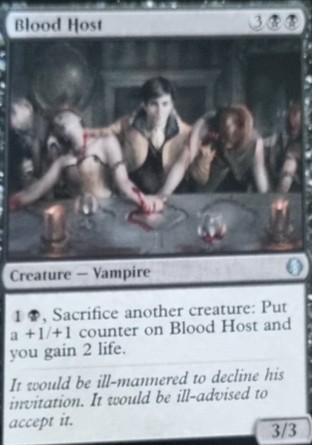 Blood Host 3
Creature — Vampire
1, Sacrifice another creature: Put
a +1/+1 counter on Blood Host and
you gain 2 life.
It would be ill-mannered to decline his
invitation. It would be ill-advised to
accept it.
3/3